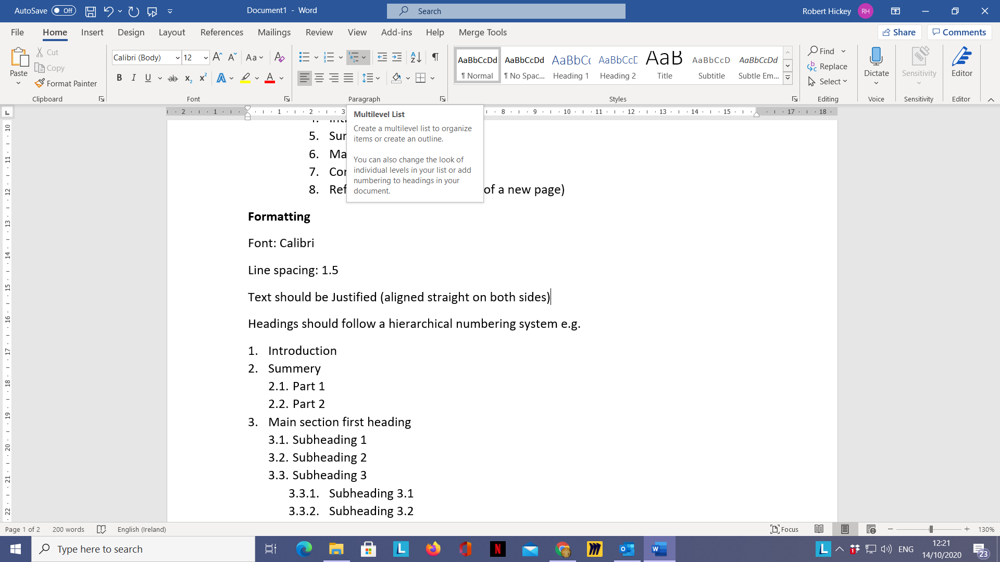 AutoSave Off Document1 - Word Search Robert Hickey RH
File Home Insert Design Layout References Mailings Review View Add-ins Help Merge Tools Share Comments
Paste Cut Copy Format Painter
Clipboard
Calibri (Body) 12 Aa
B I U ab x2 x2 A A
Font
Paragraph
AaBbCcDd ¶ Normal
AaBbCcDd ¶ No Spac...
AaBbCc Heading 1
AaBbCcD Heading 2
AaB Title
AaBbCcD Subtitle
AaBbCcDd Subtle Em...
Styles
Find
Replace
Select
Editing
Dictate
Voice
Sensitivity
Sensitivity
Editor
Editor
2 1 1 2 3 8 9 10 11 12 13 14 15 17 18
10 11 12 13 14 15 16 17 18 19 20 21 22
Multilevel List
Create a multilevel list to organize
items or create an outline.
You can also change the look of
individual levels in your list or add
numbering to headings in your
document.
5. Sur
6. Ma
7. Cor
8. Ref of a new page)
Formatting
Font: Calibri
Line spacing: 1.5
Text should be Justified (aligned straight on both sides)
Headings should follow a hierarchical numbering system e.g.
1. Introduction
2. Summery
2.1. Part 1
2.2. Part 2
3. Main section first heading
3.1. Subheading 1
3.2. Subheading 2
3.3. Subheading 3
3.3.1. Subheading 3.1
3.3.2. Subheading 3.2
Page 1 of 2 200 words English (Ireland) Focus 130%
Type here to search
ENG
12:21
14/10/2020
23